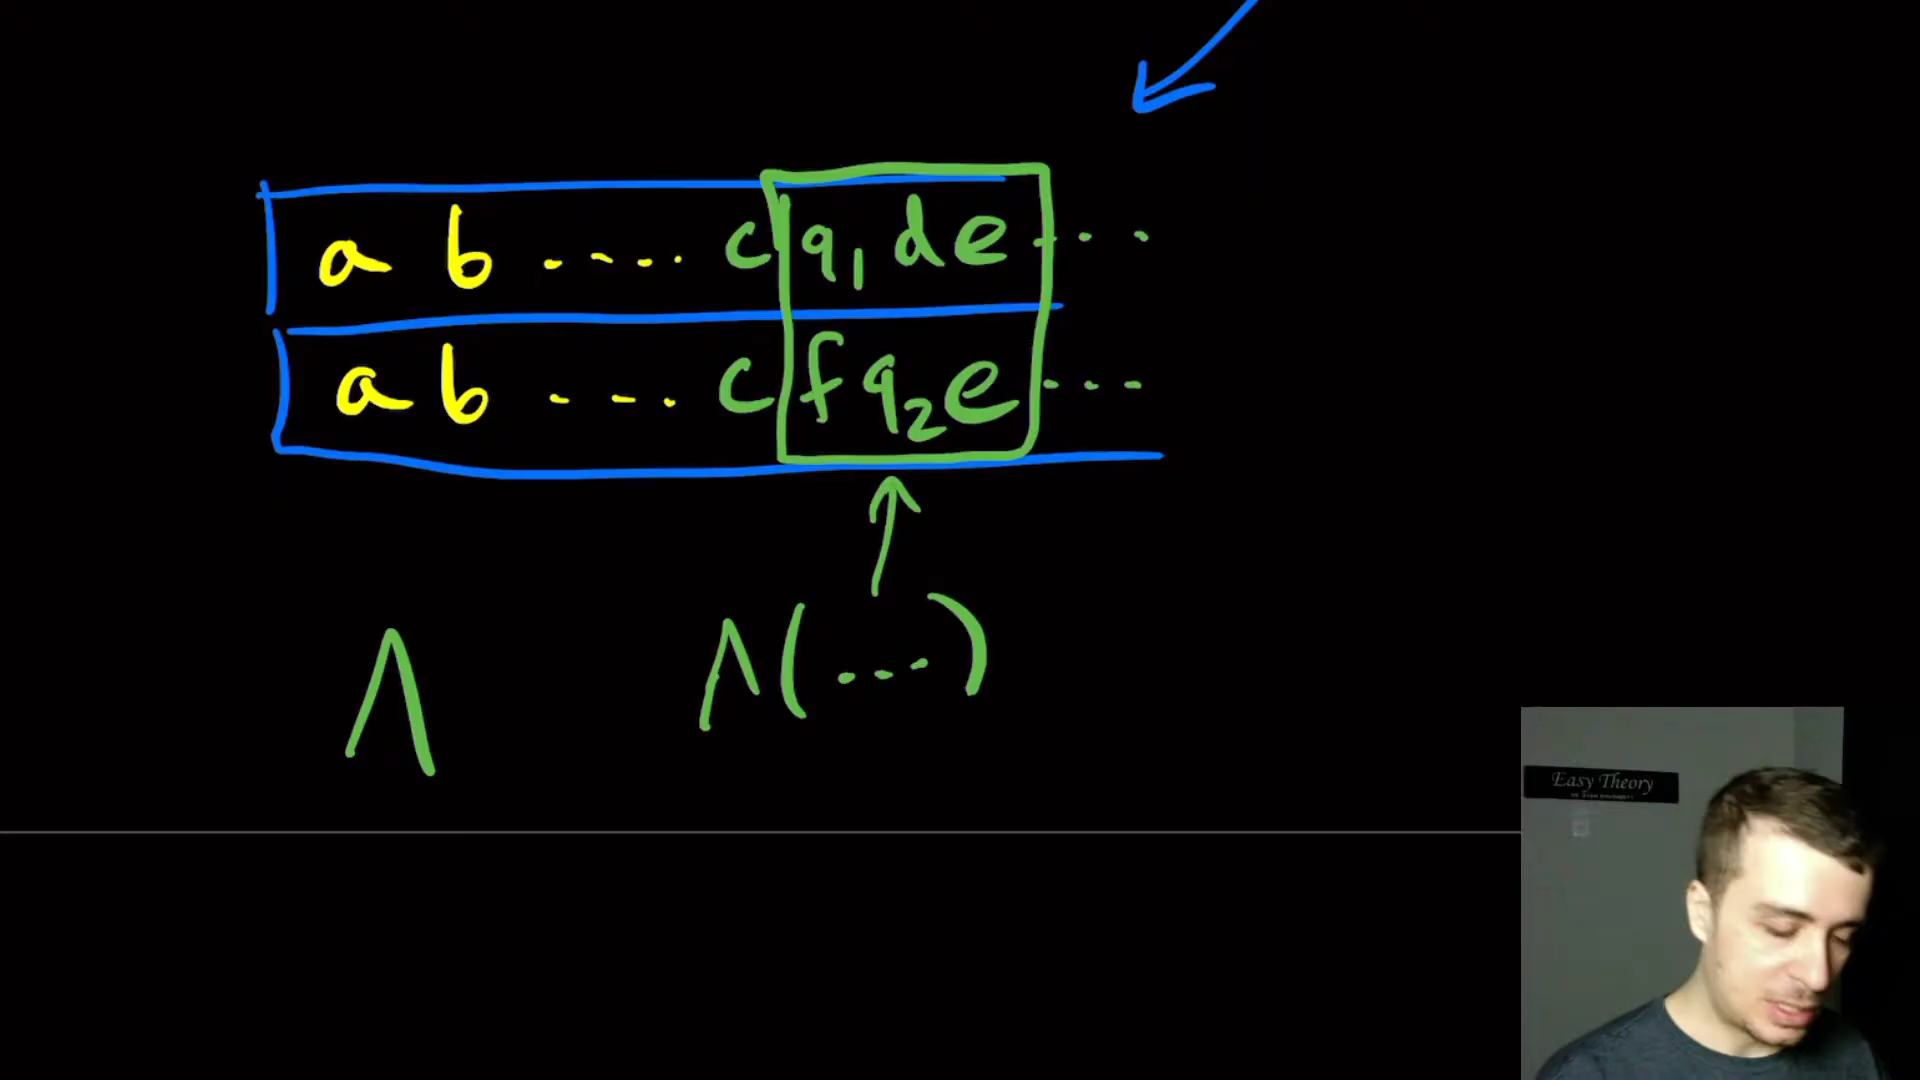 a b .... c q₁ d e ...
a b ... c f q₂ e ...
Λ Λ (...)
Easy Theory